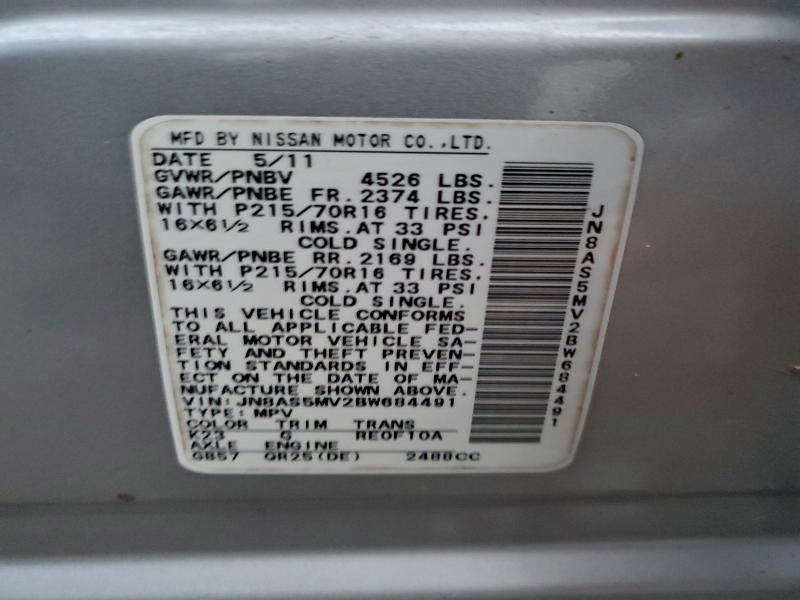 MFD BY NISSAN MOTOR CO.,LTD.
DATE 5/11
GVWR/PNBV 4526 LBS.
GAWR/PNBE FR. 2374 LBS.
WITH P215/70R16 TIRES.
16X6½ RIMS. AT 33 PSI
COLD SINGLE.
GAWR/PNBE RR. 2169 LBS.
WITH P215/70R16 TIRES.
16X6½ RIMS. AT 33 PSI
COLD SINGLE.
THIS VEHICLE CONFORMS
TO ALL APPLICABLE FED-
ERAL MOTOR VEHICLE SA-
FETY AND THEFT PREVEN-
TION STANDARDS IN EFF-
ECT ON THE DATE OF MA-
NUFACTURE SHOWN ABOVE.
VIN: JN8AS5MV2BW684491
TYPE: MPV
COLOR TRIM TRANS
K23 G RE0F10A
AXLE ENGINE
GB57 QR25(DE) 2488CC
JN8AS5MV2BW684491